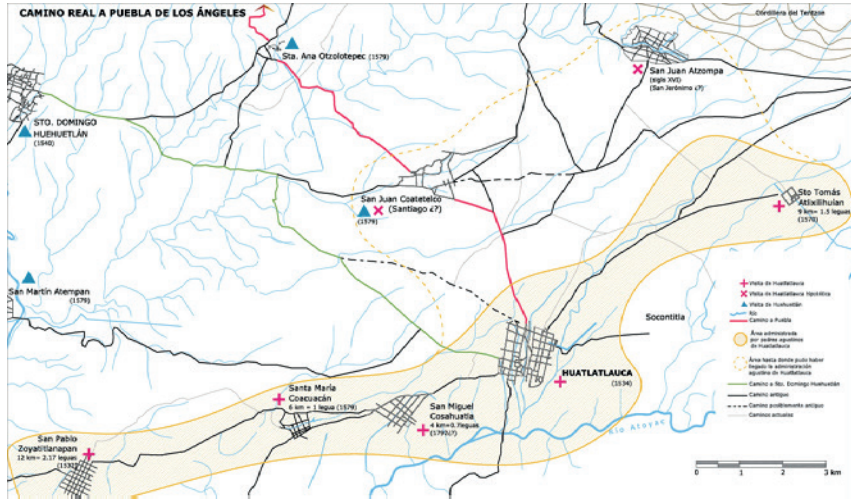 CAMINO REAL A PUEBLA DE LOS ÁNGELES
Cordillera del Tentzon
Sta. Ana Otzolotepec (1579)
San Juan Atzompa
(siglo XVI)
(San Jerónimo ¿?)
STO. DOMINGO
HUEHUETLÁN
(1540)
San Juan Coatetelco
(Santiago ¿?)
(1579)
Sto Tomás
Atlixilihuian
9 km= 1.5 leguas
(1570)
San Martín Atempan
(1579)
Socontitla
HUATLATLAUCA
(1534)
Santa María
Coacuacán
6 km = 1 legua (1579)
San Miguel
Cosahuatla
4 km=0.7leguas
San Pablo
Zoyatitlanapan
12 km= 2.17 leguas
Río Atoyac
Visita de Huatlatlauca
Visita de Huatlatlauca hipotética
Visita de Huehuetlán
Río
Camino a Puebla
Área administrada
por padres agustinos
de Huatlatlauca
Área hasta donde pudo haber
llegado la administración
agustina de Huatlatlauca
Camino a Sto. Domingo Huehuetlán
Camino antiguo
Camino posiblemente antiguo
Caminos actuales
0 1 2 3 km